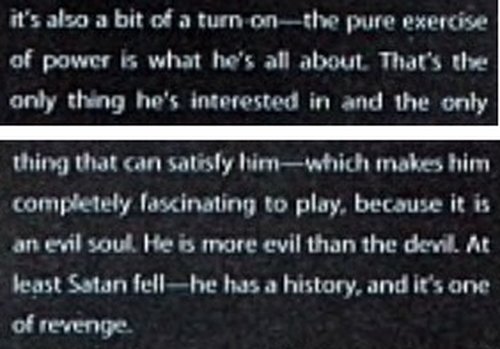 it's also a bit of a turn-on—the pure exercise
of power is what he's all about. That's the
only thing he's interested in and the only
thing that can satisfy him—which makes him
completely fascinating to play, because it is
an evil soul. He is more evil than the devil. At
least Satan fell—he has a history, and it's one
of revenge.